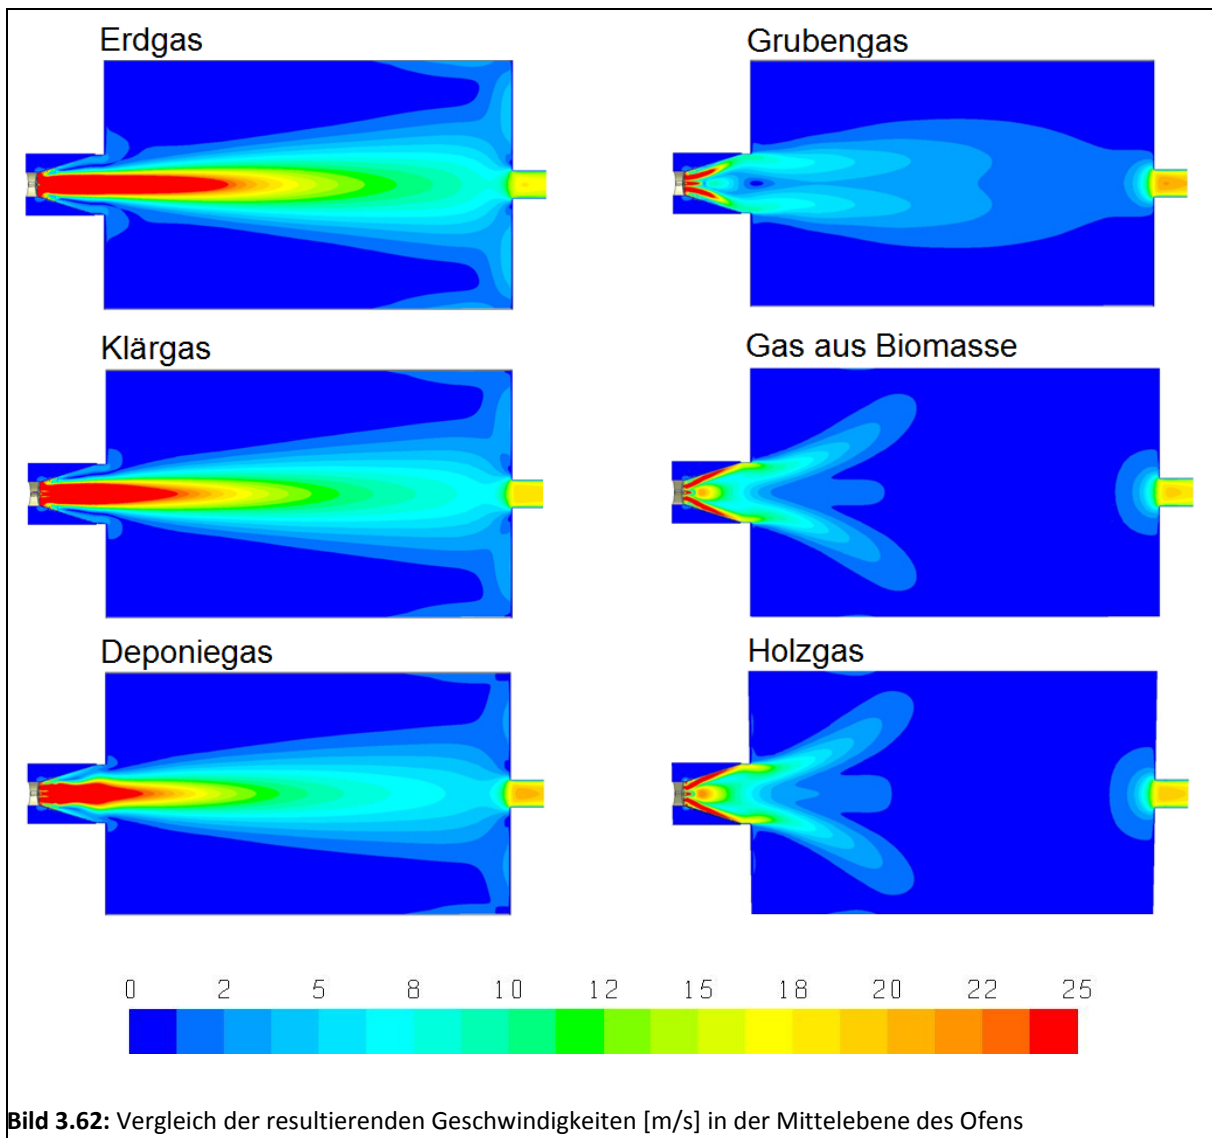 Erdgas
Grubengas
Klärgas
Gas aus Biomasse
Deponiegas
Holzgas
0 2 5 8 10 12 15 18 20 22 25
Bild 3.62: Vergleich der resultierenden Geschwindigkeiten [m/s] in der Mittelebene des Ofens